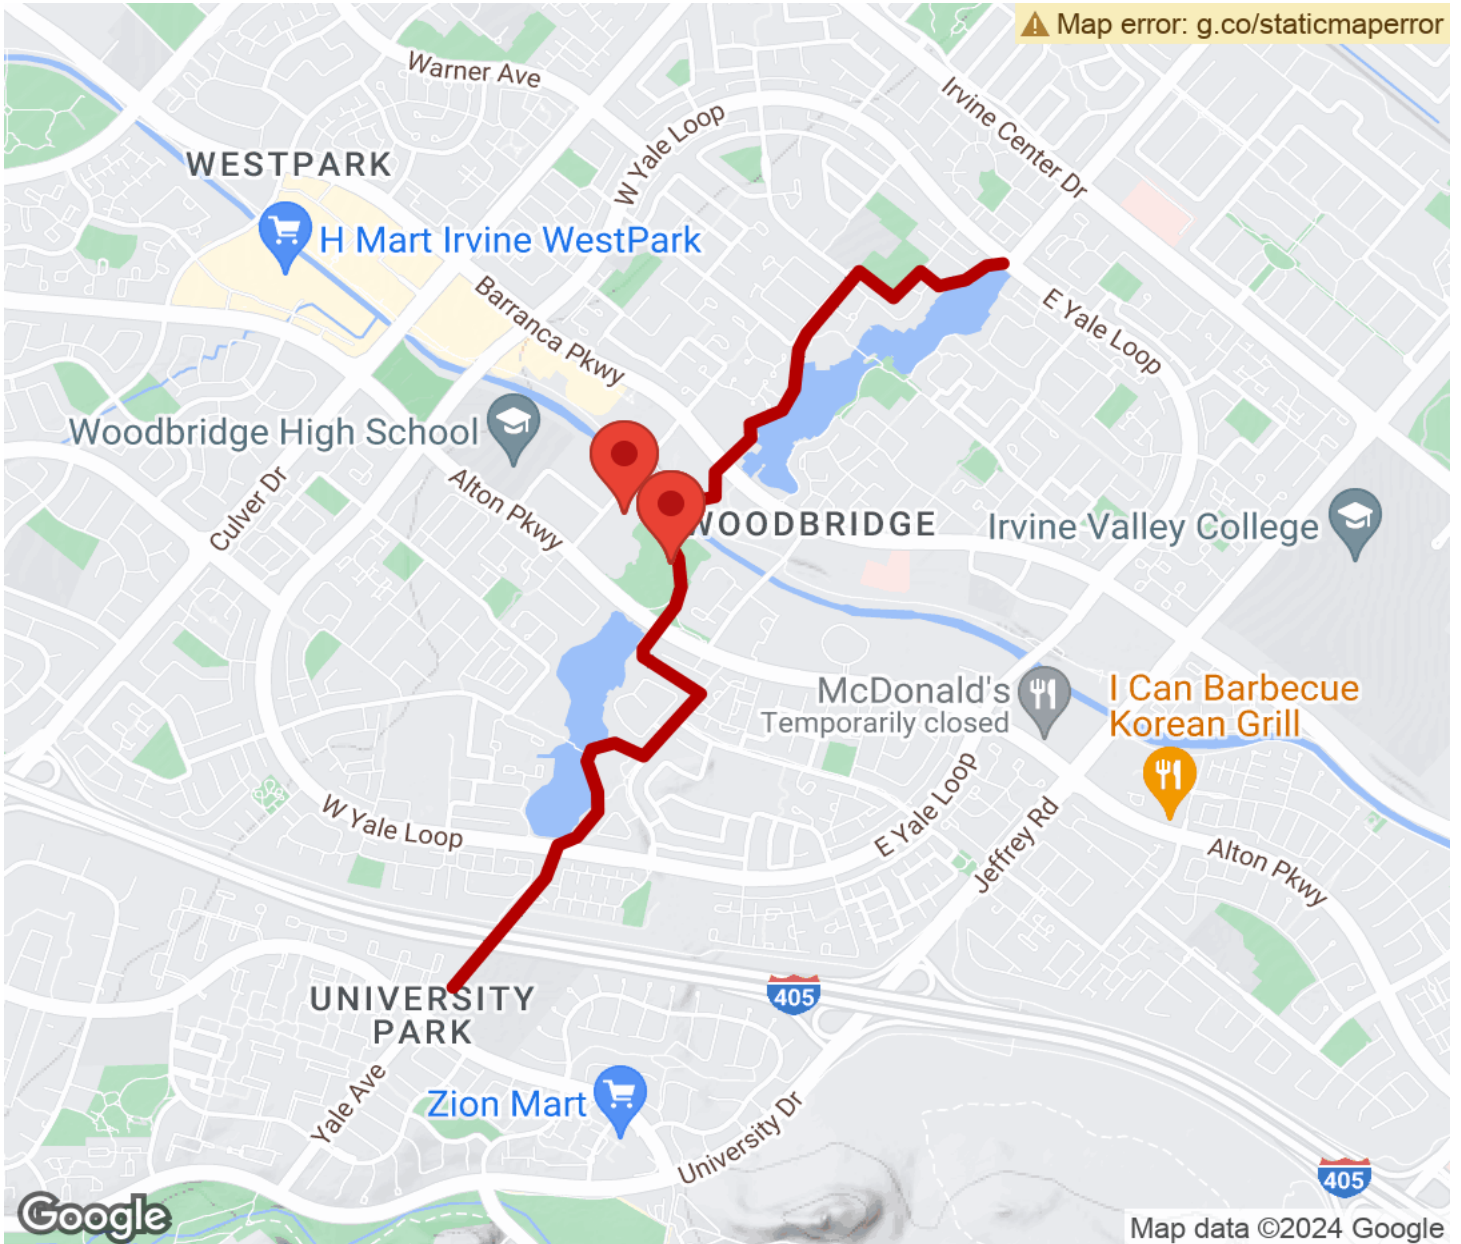 Map error: g.co/staticmaperror
Warner Ave
Irvine Center Dr
W Yale Loop
WESTPARK
H Mart Irvine WestPark
Barranca Pkwy
E Yale Loop
Woodbridge High School
Culver Dr
Alton Pkwy
WOODBRIDGE
Irvine Valley College
McDonald's
Temporarily closed
I Can Barbecue
Korean Grill
W Yale Loop
E Yale Loop
Jeffrey Rd
Alton Pkwy
UNIVERSITY
PARK
405
Yale Ave
Zion Mart
University Dr
405
Google
Map data ©2024 Google